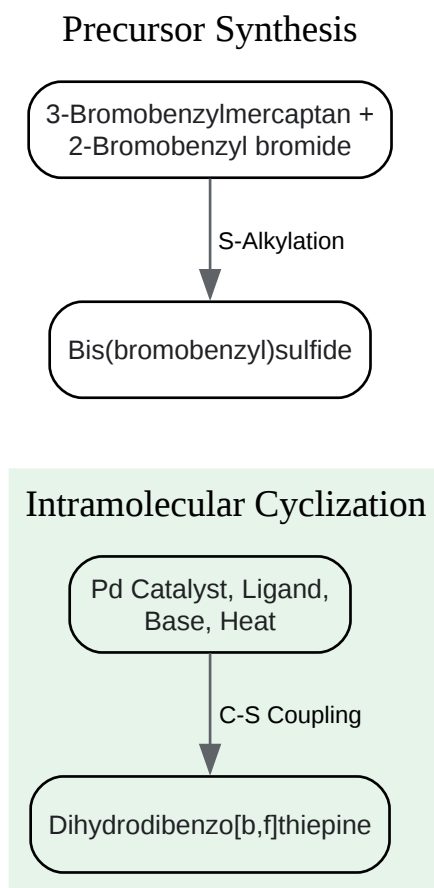 Precursor Synthesis
3-Bromobenzylmercaptan +
2-Bromobenzyl bromide
S-Alkylation
Bis(bromobenzyl)sulfide
Intramolecular Cyclization
Pd Catalyst, Ligand,
Base, Heat
C-S Coupling
Dihydrodibenzo[b,f]thiepine